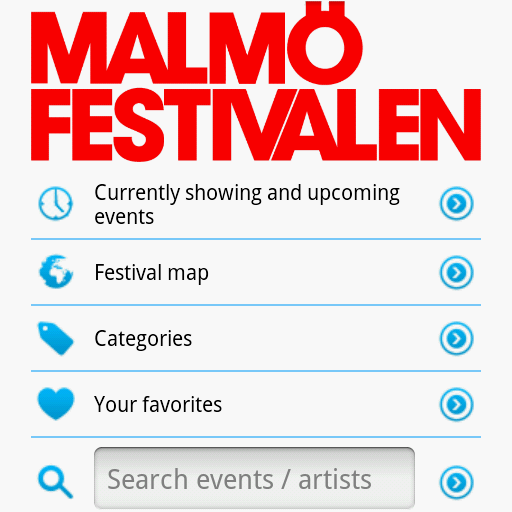 MALMÖ
FESTIVALEN
Currently showing and upcoming
events
Festival map
Categories
Your favorites
Search events / artists